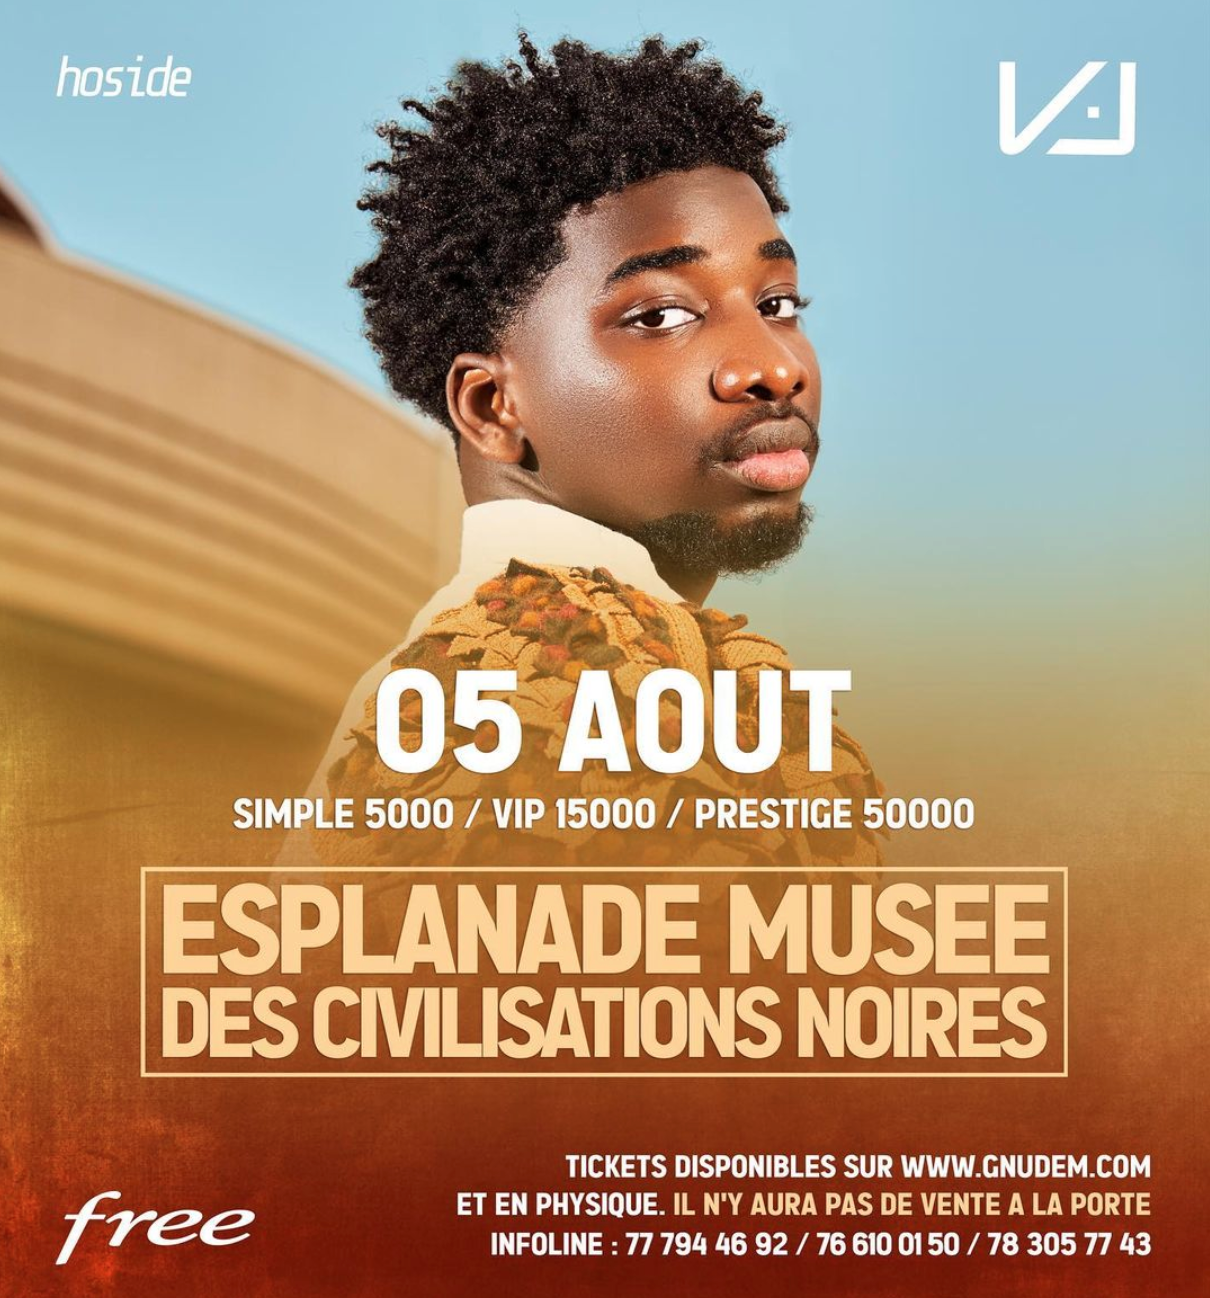 hoside
VJ
05 AOUT
SIMPLE 5000 / VIP 15000 / PRESTIGE 50000
ESPLANADE MUSEE
DES CIVILISATIONS NOIRES
TICKETS DISPONIBLES SUR WWW.GNUDEM.COM
ET EN PHYSIQUE. IL N'Y AURA PAS DE VENTE A LA PORTE
INFOLINE : 77 794 46 92 / 76 610 01 50 / 78 305 77 43
free